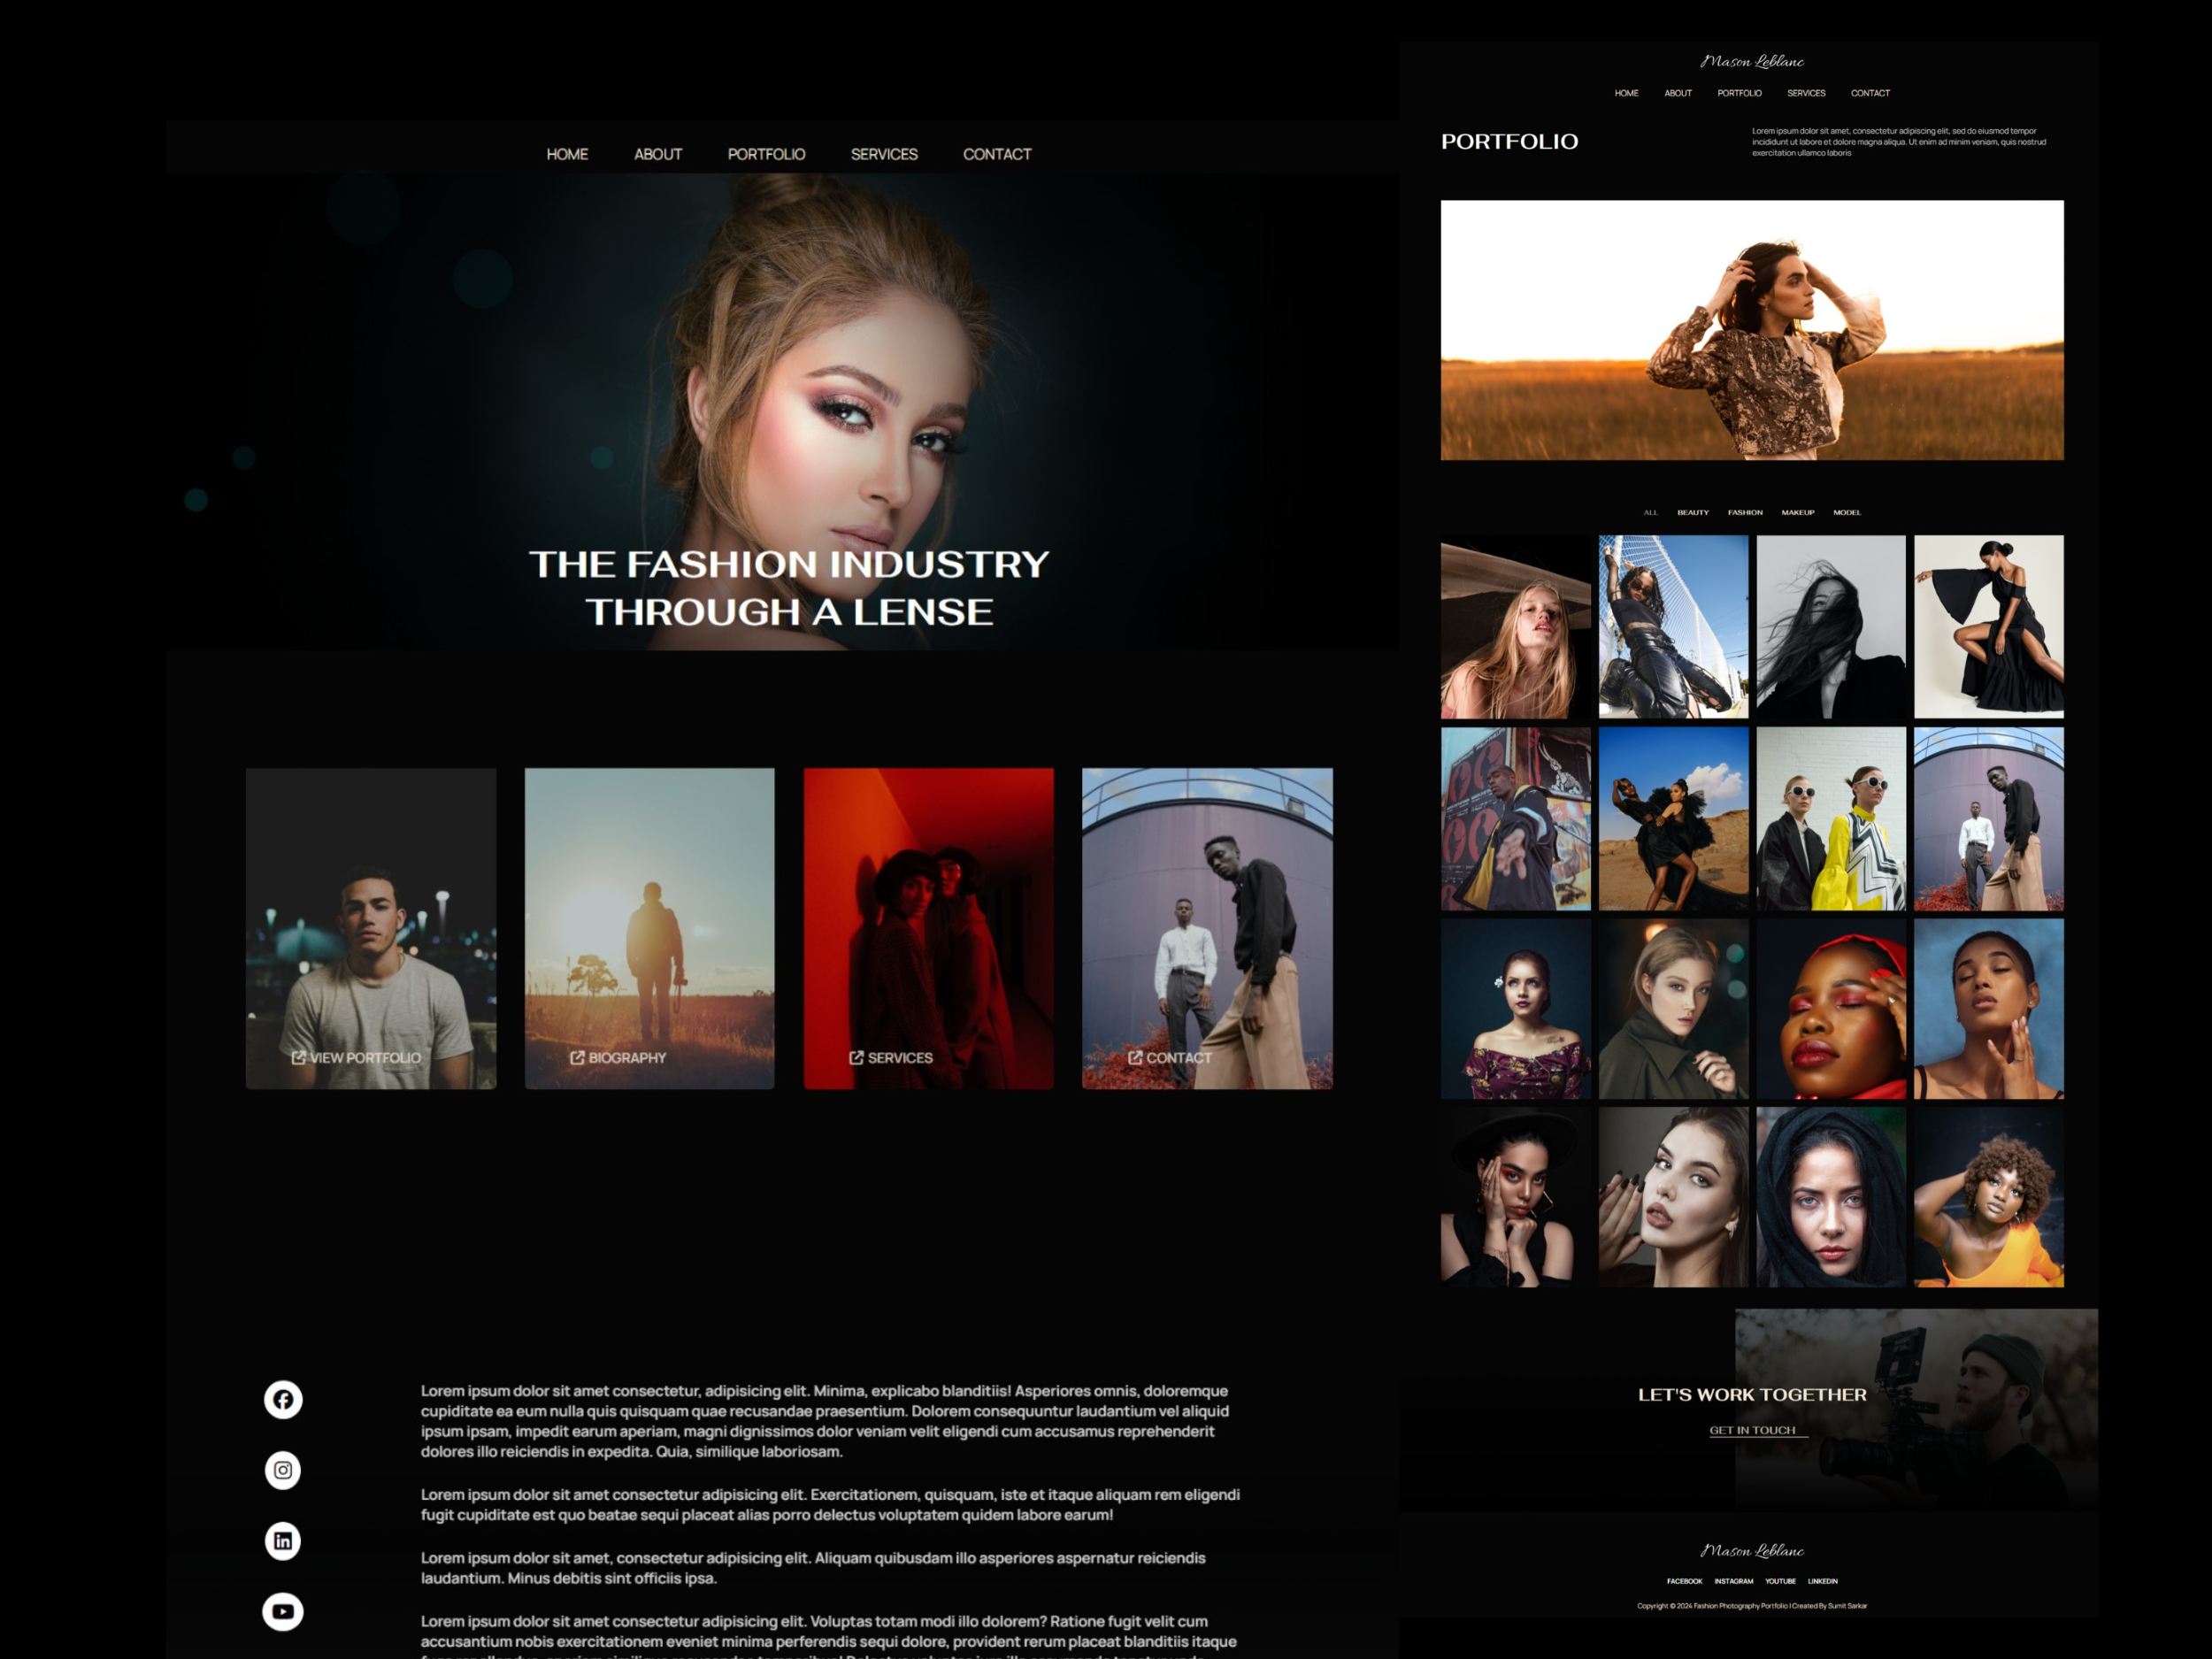 HOME ABOUT PORTFOLIO SERVICES CONTACT
THE FASHION INDUSTRY
THROUGH A LENSE
VIEW PORTFOLIO
BIOGRAPHY
SERVICES
CONTACT
Lorem ipsum dolor sit amet consectetur, adipisicing elit. Minima, explicabo blanditiis! Asperiores omnis, doloremque
cupiditate ea eum nulla quis quisquam quae recusandae praesentium. Dolorem consequuntur laudantium vel aliquid
ipsum ipsam, impedit earum aperiam, magni dignissimos dolor veniam velit eligendi cum accusamus reprehenderit
dolores illo reiciendis in expedita. Quia, similique laboriosam.
Lorem ipsum dolor sit amet consectetur adipisicing elit. Exercitationem, quisquam, iste et itaque aliquam rem eligendi
fugit cupiditate est quo beatae sequi placeat alias porro delectus voluptatem quidem labore earum!
Lorem ipsum dolor sit amet, consectetur adipisicing elit. Aliquam quibusdam illo asperiores aspernatur reiciendis
laudantium. Minus debitis sint officiis ipsa.
Lorem ipsum dolor sit amet consectetur adipisicing elit. Voluptas totam modi illo dolorem? Ratione fugit velit cum
accusantium nobis exercitationem eveniet minima perferendis sequi dolore, provident rerum placeat blanditiis itaque
Mason Leblanc
HOME ABOUT PORTFOLIO SERVICES CONTACT
PORTFOLIO
Lorem ipsum dolor sit amet, consectetur adipiscing elit, sed do eiusmod tempor
incididunt ut labore et dolore magna aliqua. Ut enim ad minim veniam, quis nostrud
exercitation ullamco laboris
ALL BEAUTY FASHION MAKEUP MODEL
LET'S WORK TOGETHER
GET IN TOUCH
Mason Leblanc
FACEBOOK INSTAGRAM YOUTUBE LINKEDIN
Copyright © 2024 Fashion Photography Portfolio | Created By Sumit Sarkar